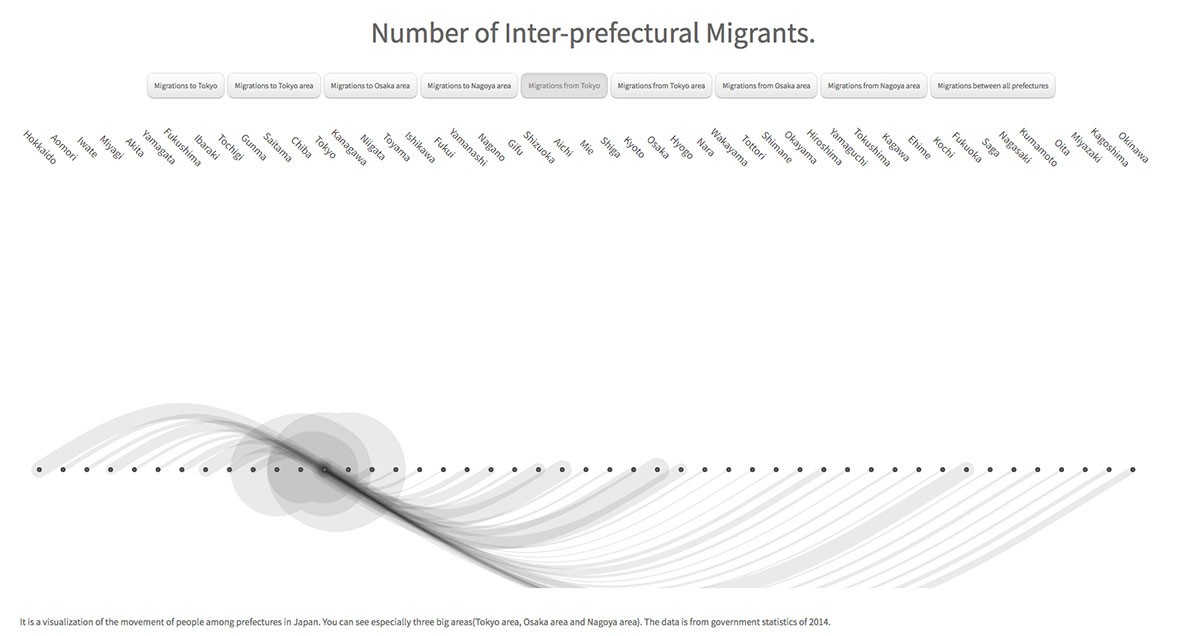 Number of Inter-prefectural Migrants.
Migrations to Tokyo
Migrations to Tokyo area
Migrations to Osaka area
Migrations to Nagoya area
Migrations from Tokyo
Migrations from Tokyo area
Migrations from Osaka area
Migrations from Nagoya area
Migrations between all prefectures
Hokkaido
Aomori
Iwate
Miyagi
Akita
Yamagata
Fukushima
Ibaraki
Tochigi
Gunma
Saitama
Chiba
Tokyo
Kanagawa
Niigata
Toyama
Ishikawa
Fukui
Yamanashi
Nagano
Gifu
Shizuoka
Aichi
Mie
Shiga
Kyoto
Osaka
Hyogo
Nara
Wakayama
Tottori
Shimane
Okayama
Hiroshima
Yamaguchi
Tokushima
Kagawa
Ehime
Kochi
Fukuoka
Saga
Nagasaki
Kumamoto
Oita
Miyazaki
Kagoshima
Okinawa
It is a visualization of the movement of people among prefectures in Japan. You can see especially three big areas(Tokyo area, Osaka area and Nagoya area). The data is from government statistics of 2014.